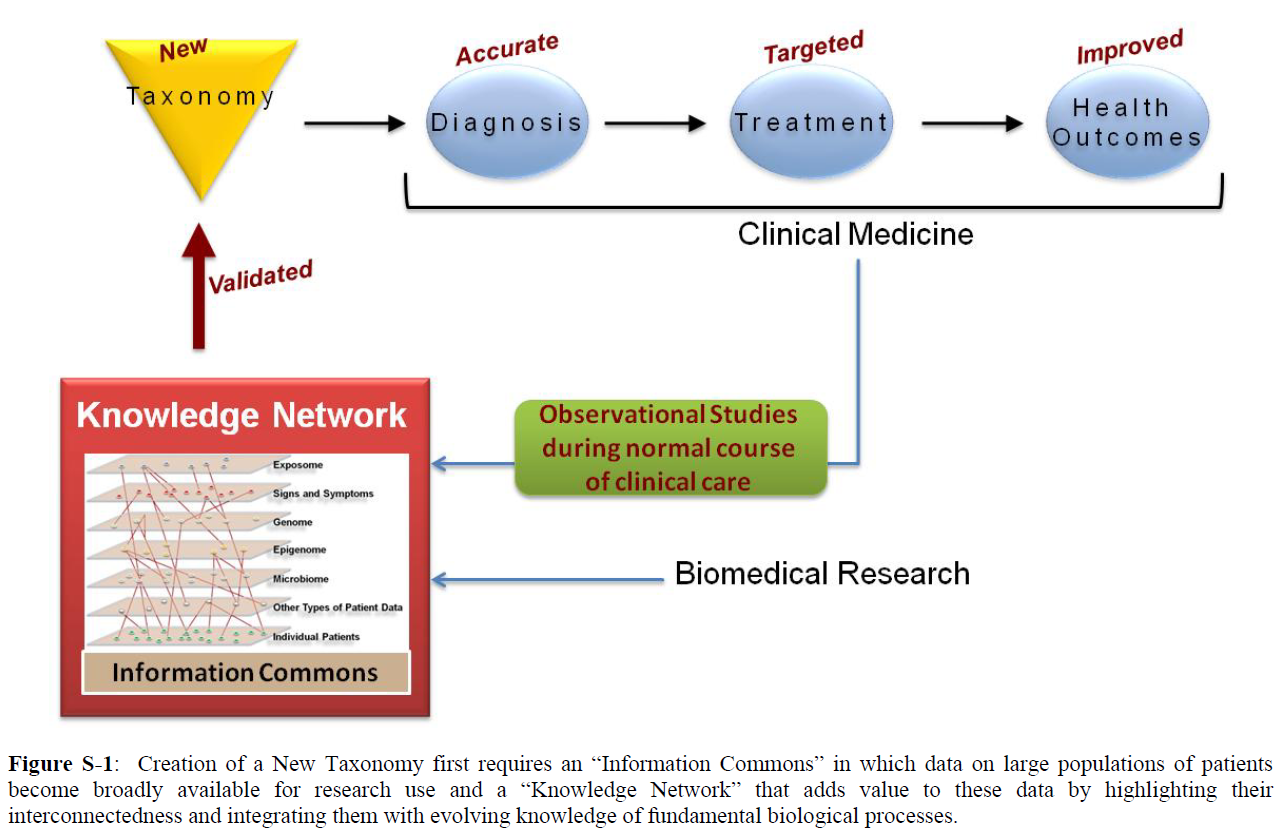 New
Taxonomy
Accurate
Diagnosis
Targeted
Treatment
Improved
Health
Outcomes
Clinical Medicine
Validated
Knowledge Network
Exposome
Signs and Symptoms
Genome
Epigenome
Microbiome
Other Types of Patient Data
Individual Patients
Information Commons
Observational Studies
during normal course
of clinical care
Biomedical Research
Figure S-1: Creation of a New Taxonomy first requires an “Information Commons” in which data on large populations of patients
become broadly available for research use and a “Knowledge Network” that adds value to these data by highlighting their
interconnectedness and integrating them with evolving knowledge of fundamental biological processes.